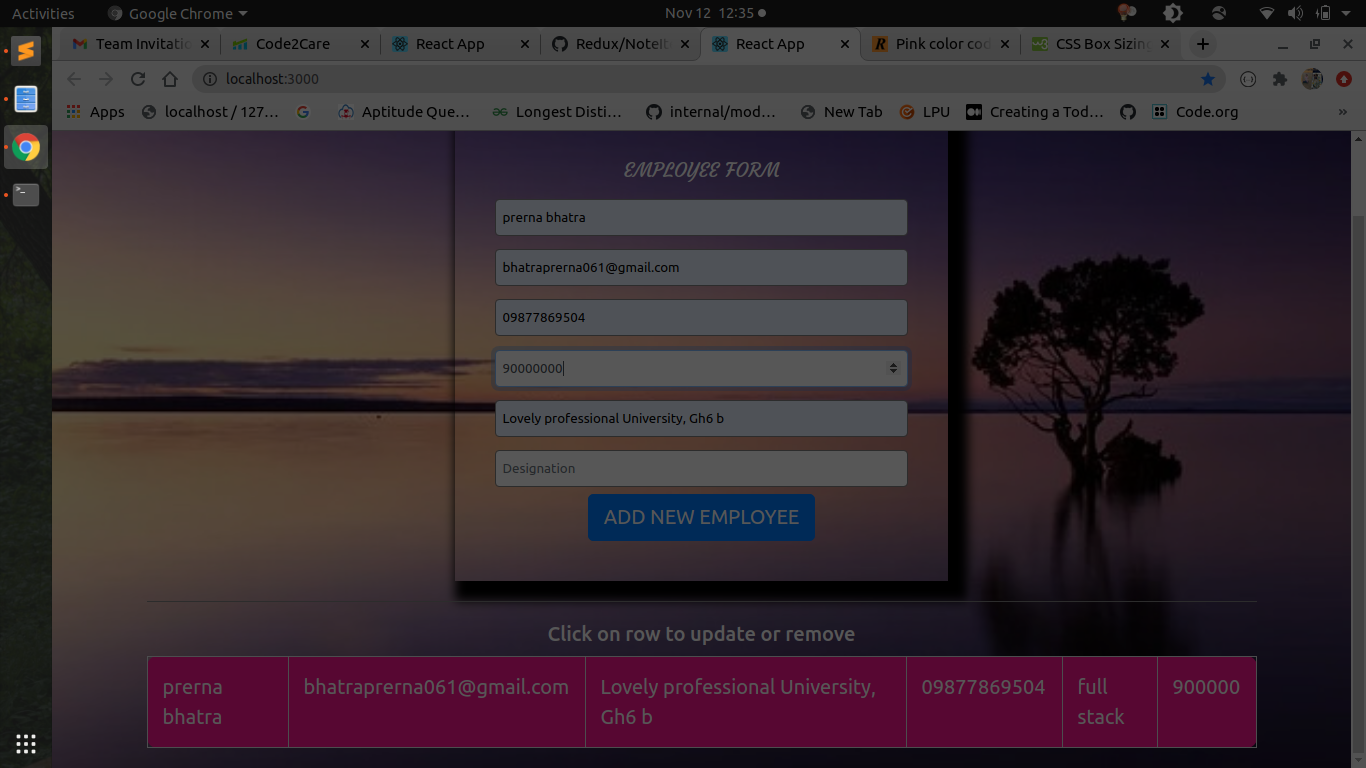 Activities
Google Chrome
Nov 12 12:35
Team Invitatio
Code2Care
React App
Redux/NoteIt
React App
Pink color cod
CSS Box Sizing
localhost:3000
Apps
localhost / 127...
Aptitude Que...
Longest Disti...
internal/mod...
New Tab
LPU
Creating a Tod...
Code.org
»
EMPLOYEE FORM
prerna bhatra
bhatraprerna061@gmail.com
09877869504
90000000
Lovely professional University, Gh6 b
Designation
ADD NEW EMPLOYEE
Click on row to update or remove
prerna
bhatra
bhatraprerna061@gmail.com
Lovely professional University,
Gh6 b
09877869504
full
stack
900000